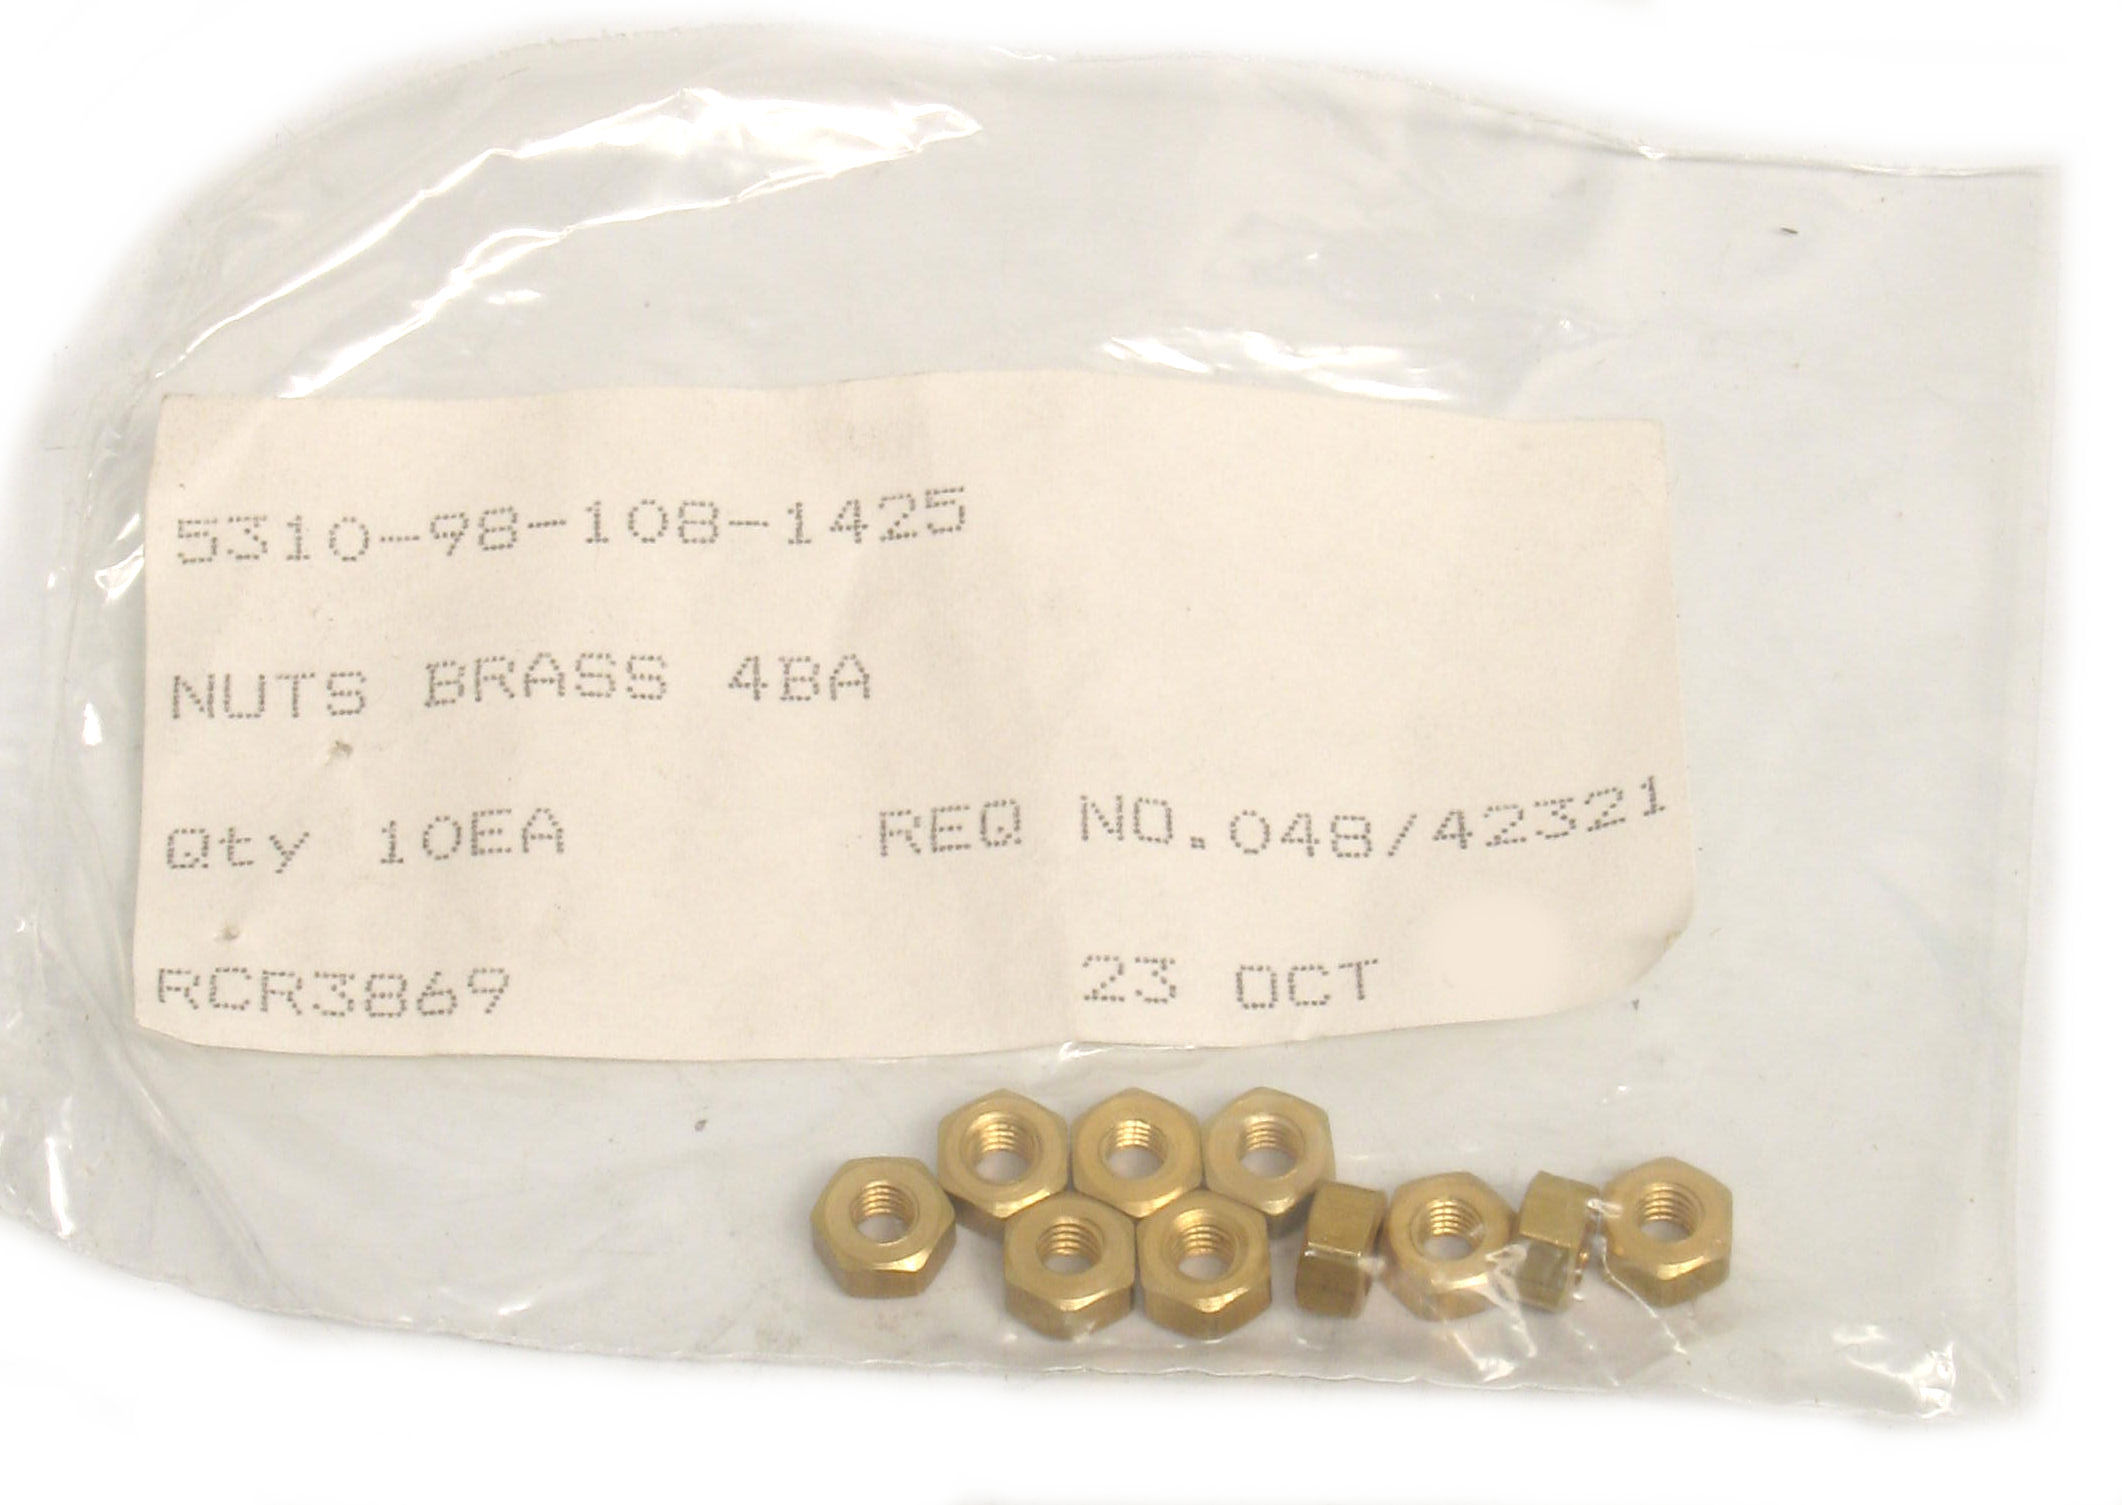 5310-98-108-1425
NUTS BRASS 4BA
Qty 10EA REQ NO.048/42321
RCR3869 23 OCT